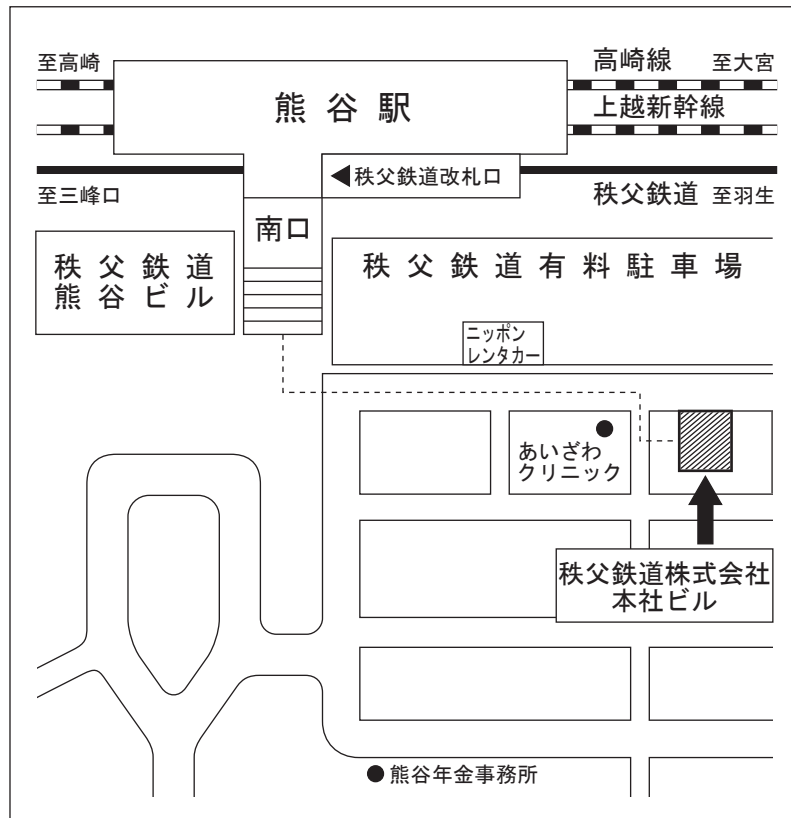 至高崎
高崎線
至大宮
熊谷駅
上越新幹線
秩父鉄道改札口
至三峰口
秩父鉄道
至羽生
南口
秩父鉄道
熊谷ビル
秩父鉄道有料駐車場
ニッポン
レンタカー
あいざわ
クリニック
秩父鉄道株式会社
本社ビル
熊谷年金事務所